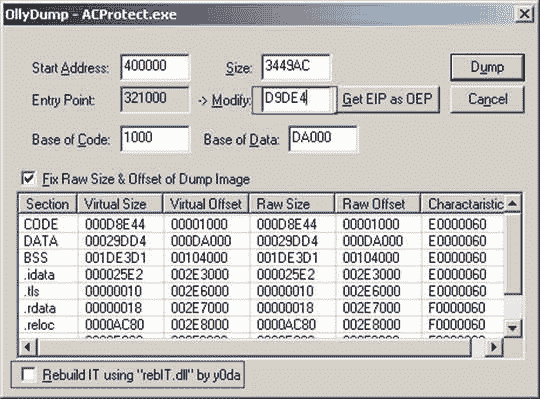 OllyDump - ACProtect.exe
Start Address: 400000 Size: 3449AC Dump
Entry Point: 321000 -> Modify: D9DE4 Get EIP as OEP Cancel
Base of Code: 1000 Base of Data: DA000
Fix Raw Size & Offset of Dump Image
Section Virtual Size Virtual Offset Raw Size Raw Offset Charactaristic
CODE 000D8E44 00001000 000D8E44 00001000 E0000060
DATA 00029DD4 000DA000 00029DD4 000DA000 E0000060
BSS 001DE3D1 00104000 001DE3D1 00104000 E0000060
.idata 000025E2 002E3000 000025E2 002E3000 E0000060
.tls 00000010 002E6000 00000010 002E6000 E0000060
.rdata 00000018 002E7000 00000018 002E7000 F0000060
.reloc 0000AC80 002E8000 0000AC80 002E8000 F0000060
Rebuild IT using "rebIT.dll" by y0da